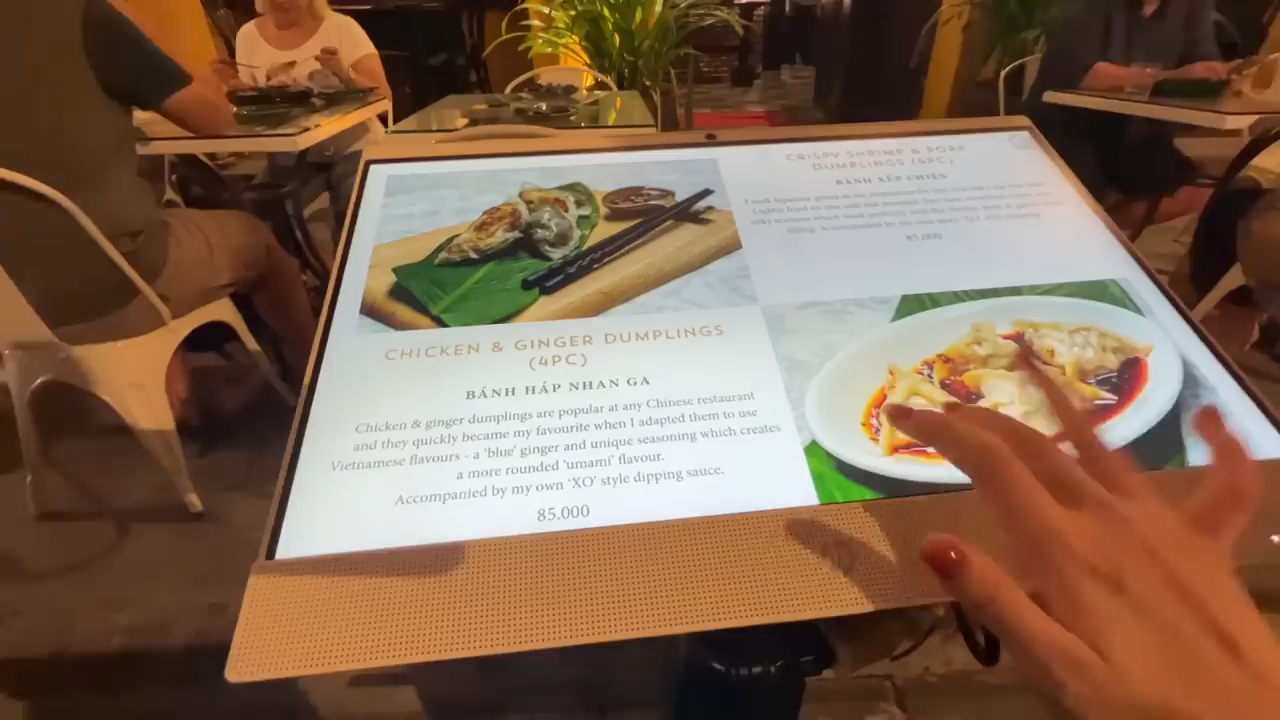 CHICKEN & GINGER DUMPLINGS
(4PC)
BÁNH HÁP NHAN GA
Chicken & ginger dumplings are popular at any Chinese restaurant
and they quickly became my favourite when I adapted them to use
Vietnamese flavours - a 'blue' ginger and unique seasoning which creates
a more rounded 'umami' flavour.
Accompanied by my own 'XO' style dipping sauce.
85.000
CRISPY SHRIMP & PORK
DUMPLINGS (4PC)
BÁNH XẾP CHIÊN
85.000